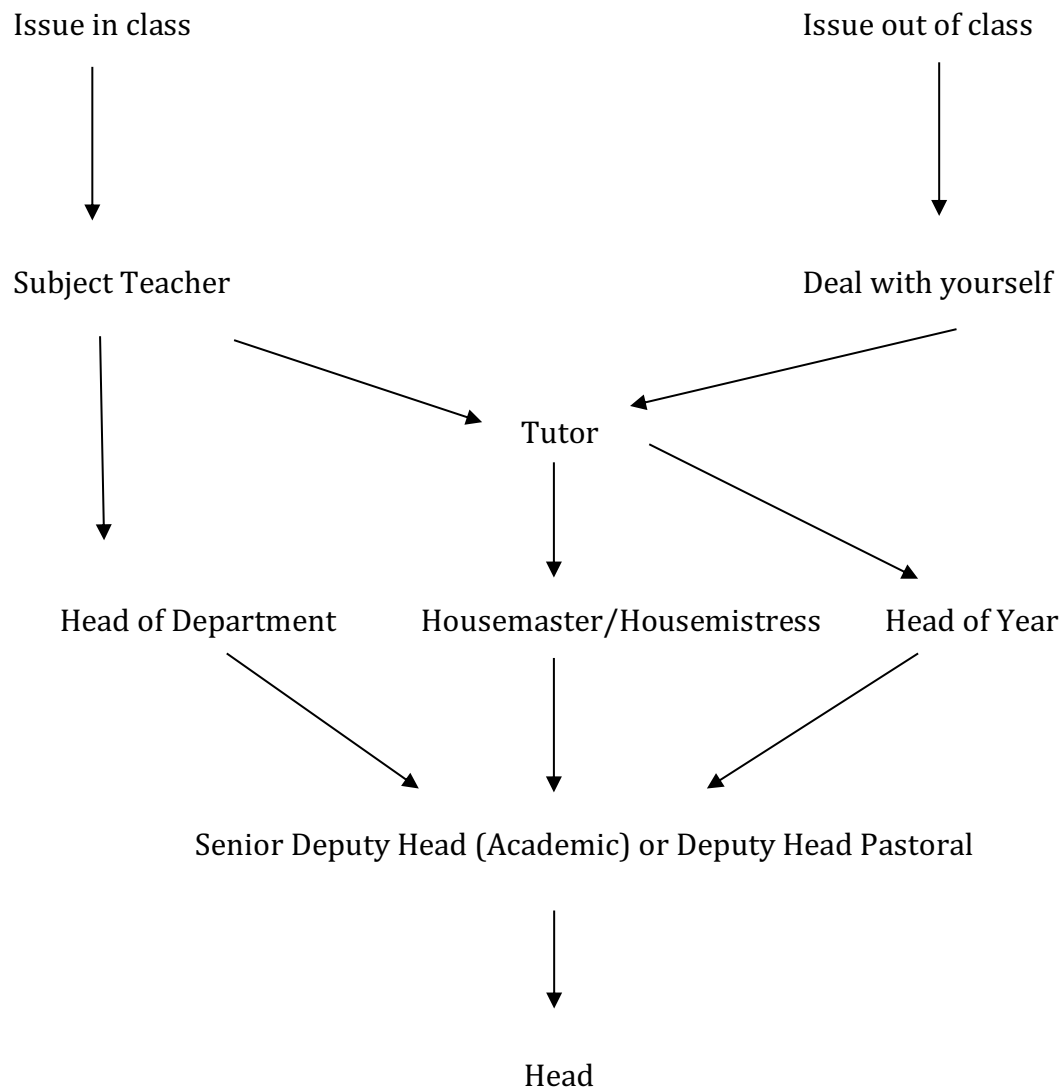 Issue in class
Issue out of class
Subject Teacher
Deal with yourself
Tutor
Head of Department
Housemaster/Housemistress
Head of Year
Senior Deputy Head (Academic) or Deputy Head Pastoral
Head